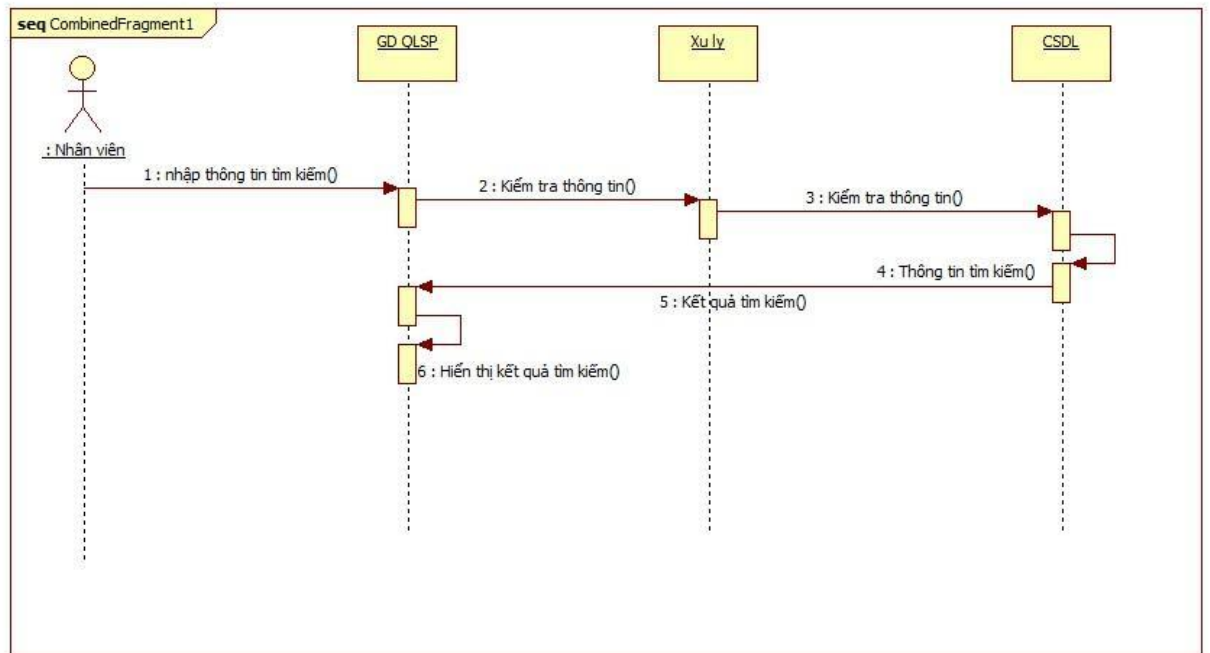 seq CombinedFragment1
GD QLSP
Xu ly
CSDL
: Nhân viên
1 : nhập thông tin tìm kiếm()
2 : Kiểm tra thông tin()
3 : Kiểm tra thông tin()
4 : Thông tin tìm kiếm()
5 : Kết quả tìm kiếm()
6 : Hiển thị kết quả tìm kiếm()